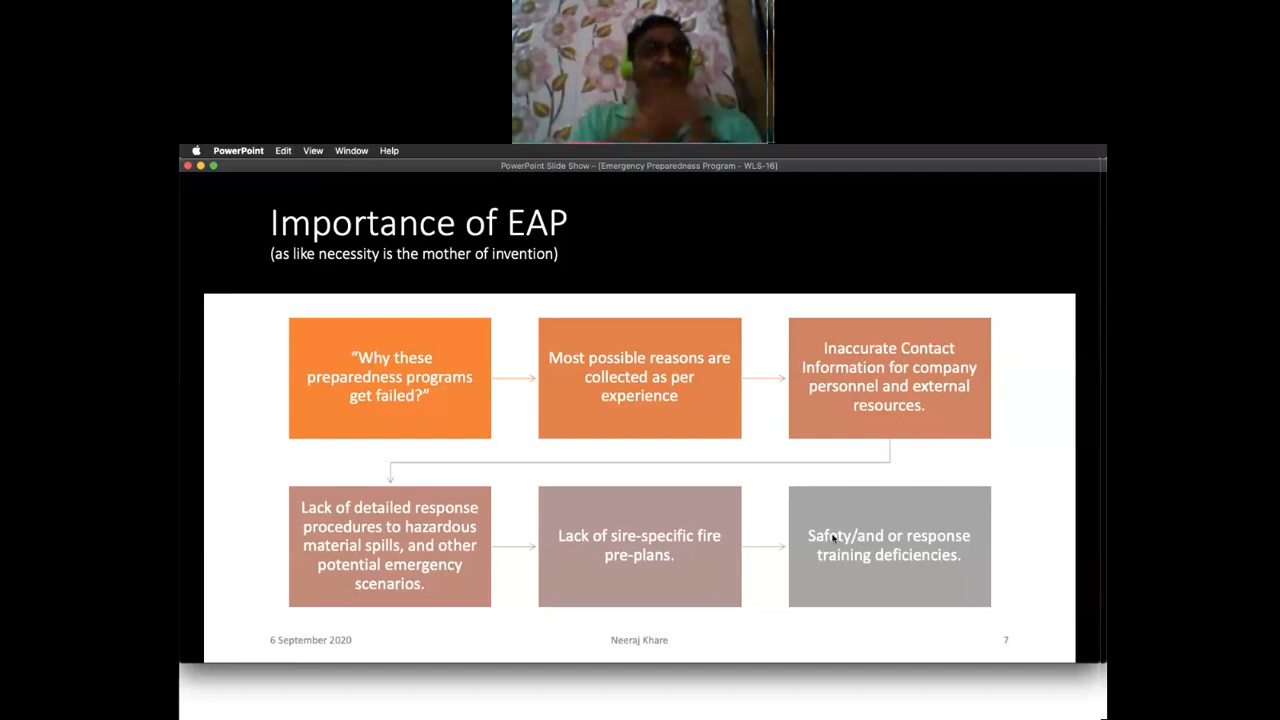 PowerPoint Edit View Window Help
PowerPoint Slide Show – [Emergency Preparedness Program - WLS-16]
Importance of EAP
(as like necessity is the mother of invention)
“Why these
preparedness programs
get failed?”
Most possible reasons are
collected as per
experience
Inaccurate Contact
Information for company
personnel and external
resources.
Lack of detailed response
procedures to hazardous
material spills, and other
potential emergency
scenarios.
Lack of sire-specific fire
pre-plans.
Safety/and or response
training deficiencies.
6 September 2020
Neeraj Khare
7